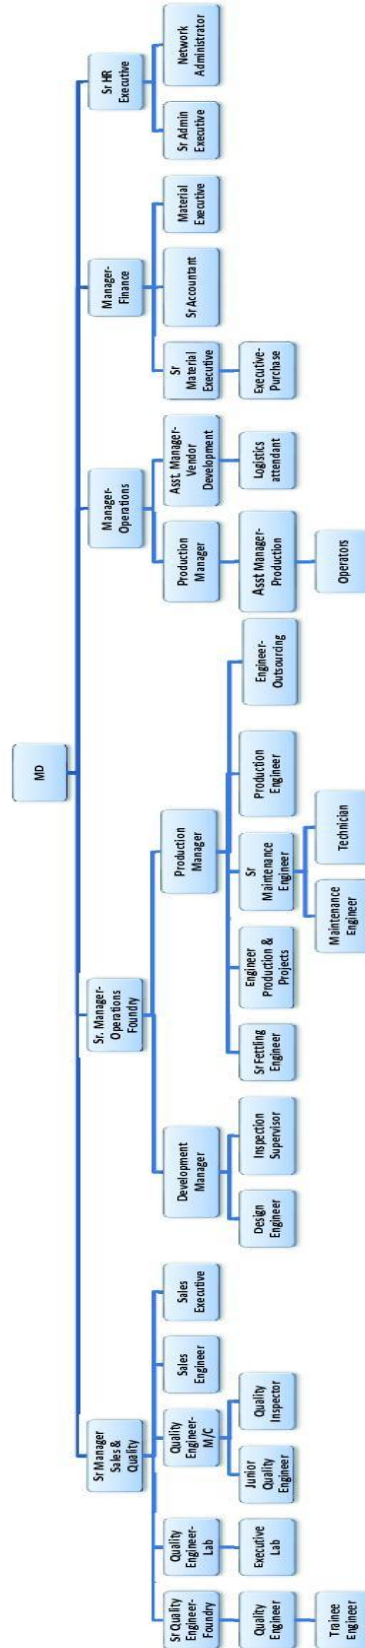 MD
Sr Manager
Sales &
Quality
Sr. Manager-
Operations
Foundry
Manager-
Operations
Manager-
Finance
Sr HR
Executive
Sr Quality
Engineer-
Foundry
Quality
Engineer-
Lab
Quality
Engineer-
M/C
Sales
Engineer
Sales
Executive
Development
Manager
Production
Manager
Production
Manager
Asst. Manager-
Vendor
Development
Sr
Material
Executive
Sr Accountant
Material
Executive
Sr Admin
Executive
Network
Administrator
Quality
Engineer
Executive
Lab
Junior
Quality
Engineer
Quality
Inspector
Design
Engineer
Inspection
Supervisor
Sr Fettling
Engineer
Engineer
Production &
Projects
Sr
Maintenance
Engineer
Production
Engineer
Engineer-
Outsourcing
Asst Manager-
Production
Logistics
attendant
Executive-
Purchase
Trainee
Engineer
Maintenance
Engineer
Technician
Operators